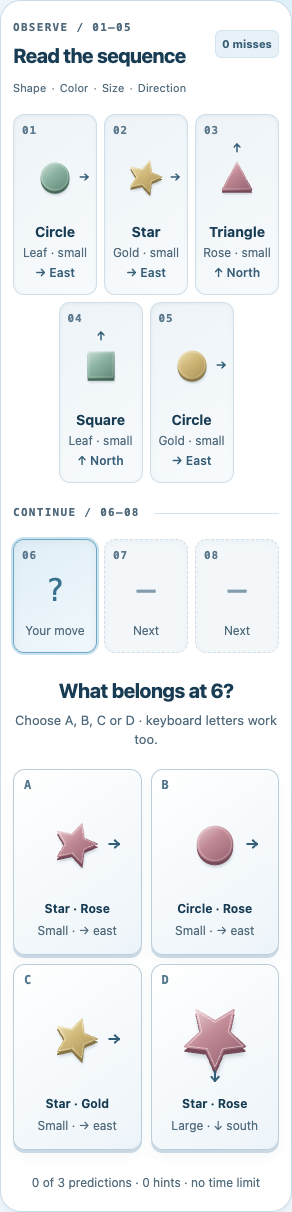 OBSERVE / 01–05
Read the sequence
0 misses
Shape · Color · Size · Direction
01
Circle
Leaf · small
→ East
02
Star
Gold · small
→ East
03
Triangle
Rose · small
↑ North
04
Square
Leaf · small
↑ North
05
Circle
Gold · small
→ East
CONTINUE / 06–08
06
?
Your move
07
—
Next
08
—
Next
What belongs at 6?
Choose A, B, C or D · keyboard letters work
too.
A
Star · Rose
Small · → east
B
Circle · Rose
Small · → east
C
Star · Gold
Small · → east
D
Star · Rose
Large · ↓ south
0 of 3 predictions · 0 hints · no time limit